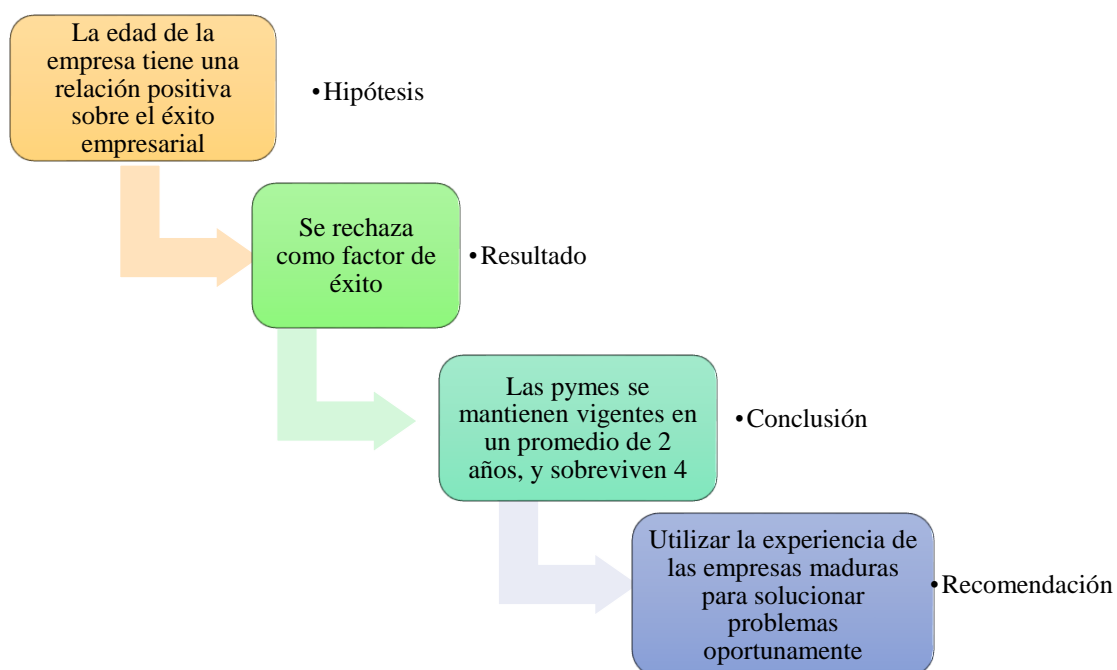 La edad de la
empresa tiene una
relación positiva
sobre el éxito
empresarial
•Hipótesis
Se rechaza
como factor de
éxito
•Resultado
Las pymes se
mantienen vigentes en
un promedio de 2
años, y sobreviven 4
•Conclusión
Utilizar la experiencia de
las empresas maduras
para solucionar
problemas
oportunamente
•Recomendación